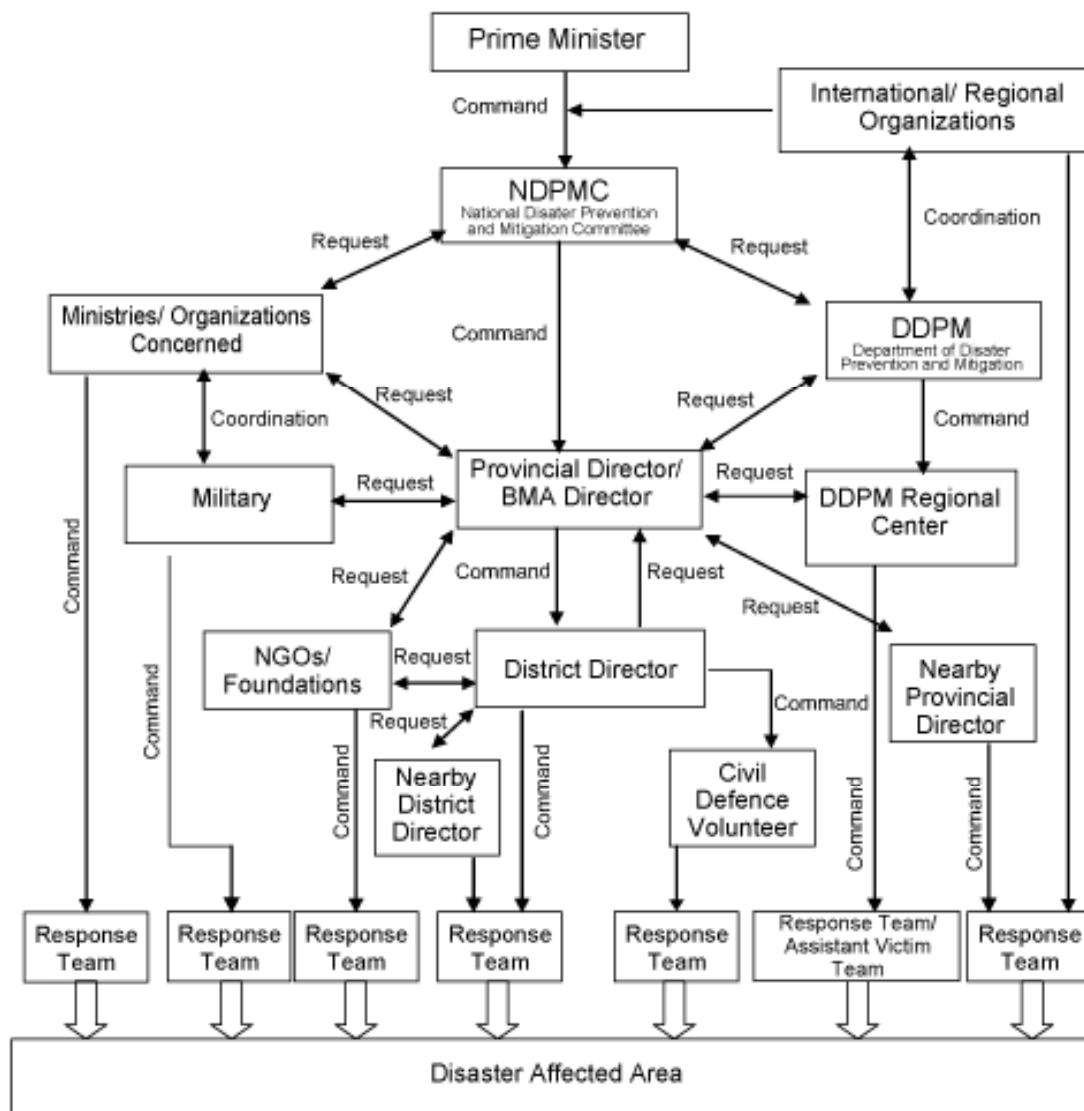 Prime Minister
Command
International/ Regional
Organizations
NDPMC
National Disater Prevention
and Mitigation Committee
Coordination
Request
Request
Ministries/ Organizations
Concerned
Command
DDPM
Department of Disater
Prevention and Mitigation
Request
Request
Coordination
Command
Provincial Director/
BMA Director
Military
Request
Request
DDPM Regional
Center
Command
Request
Command
Request
Request
NGOs/
Foundations
Request
District Director
Nearby
Provincial
Director
Command
Request
Command
Nearby
District
Director
Command
Command
Civil
Defence
Volunteer
Command
Command
Response
Team
Response
Team
Response
Team
Response
Team
Response
Team
Response Team/
Assistant Victim
Team
Response
Team
Disaster Affected Area